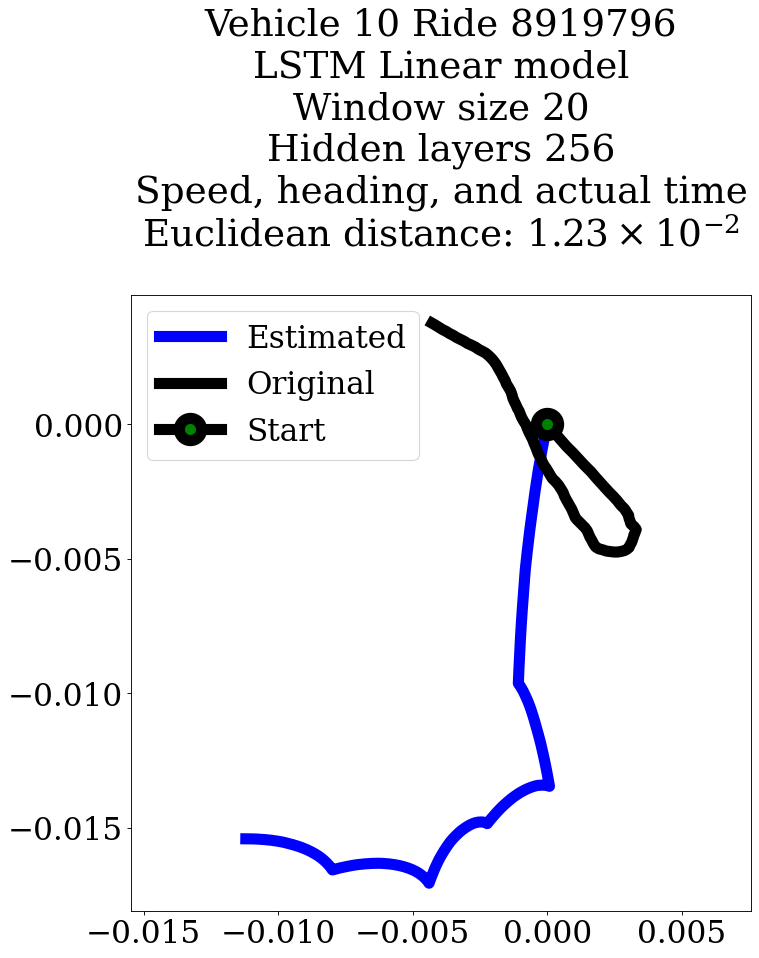 Vehicle 10 Ride 8919796
LSTM Linear model
Window size 20
Hidden layers 256
Speed, heading, and actual time
Euclidean distance: 1.23 × 10⁻²
Estimated
Original
Start
0.000
−0.005
−0.010
−0.015
−0.015 −0.010 −0.005 0.000 0.005